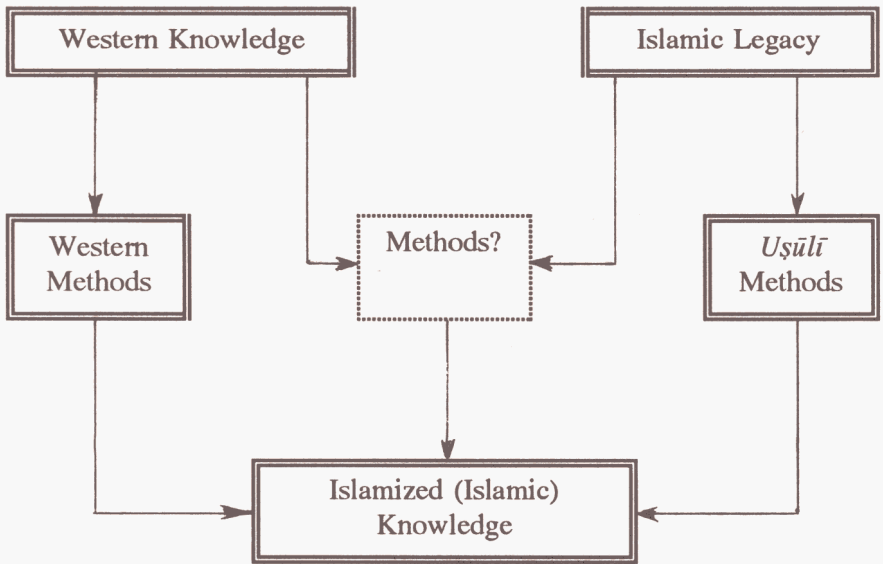 Western Knowledge
Islamic Legacy
Western
Methods
Methods?
Uṣūlī
Methods
Islamized (Islamic)
Knowledge